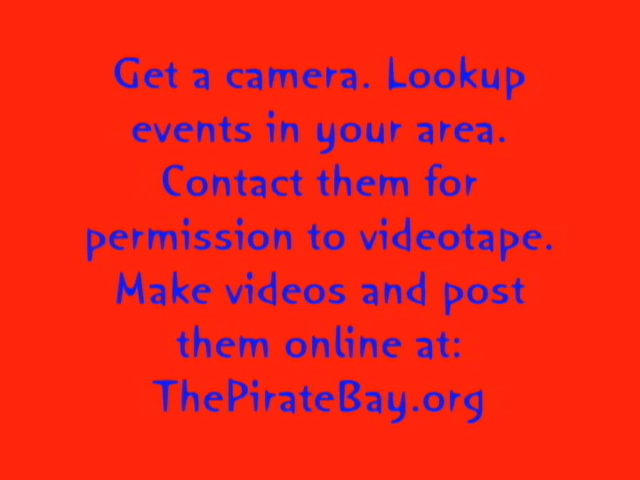 Get a camera. Lookup
events in your area.
Contact them for
permission to videotape.
Make videos and post
them online at:
ThePirateBay.org